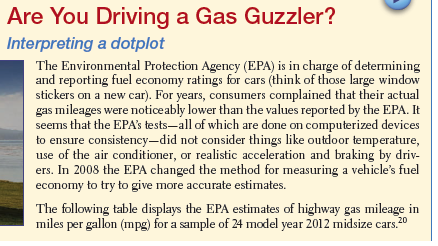 Are You Driving a Gas Guzzler?
Interpreting a dotplot
The Environmental Protection Agency (EPA) is in charge of determining
and reporting fuel economy ratings for cars (think of those large window
stickers on a new car). For years, consumers complained that their actual
gas mileages were noticeably lower than the values reported by the EPA. It
seems that the EPA's tests—all of which are done on computerized devices
to ensure consistency—did not consider things like outdoor temperature,
use of the air conditioner, or realistic acceleration and braking by driv-
ers. In 2008 the EPA changed the method for measuring a vehicle's fuel
economy to try to give more accurate estimates.
The following table displays the EPA estimates of highway gas mileage in
miles per gallon (mpg) for a sample of 24 model year 2012 midsize cars.20